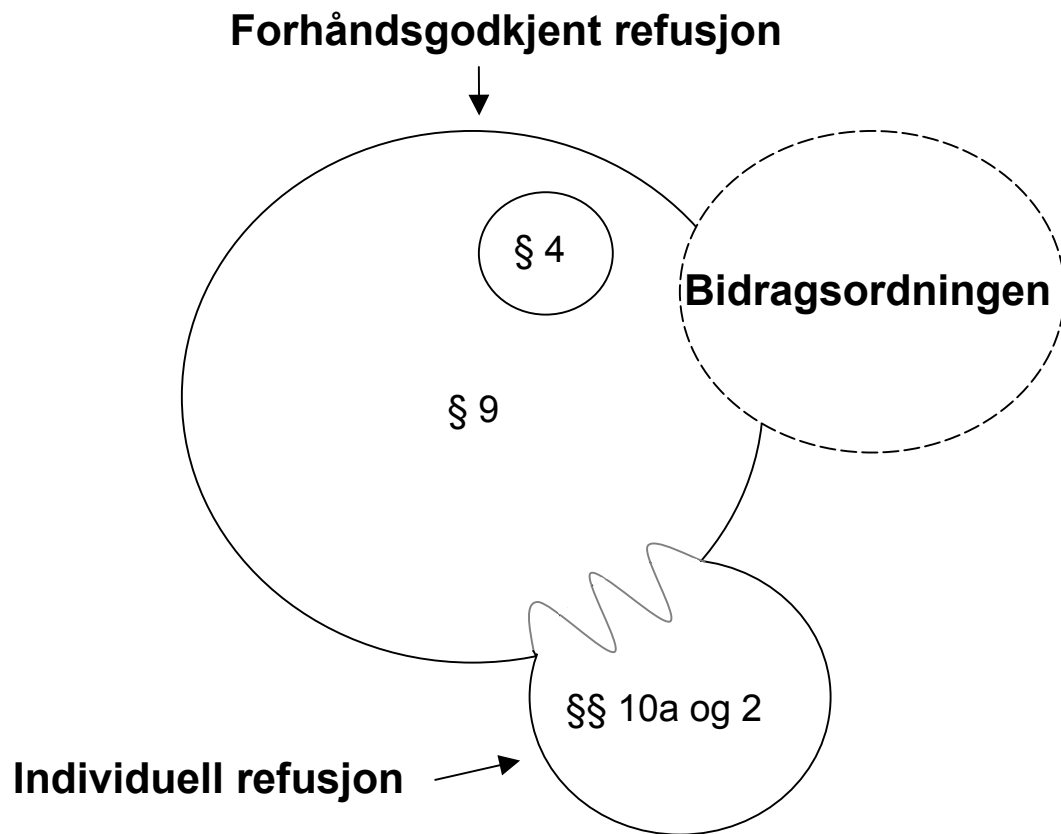 Forhåndsgodkjent refusjon
§ 4
Bidragsordningen
§ 9
§§ 10a og 2
Individuell refusjon